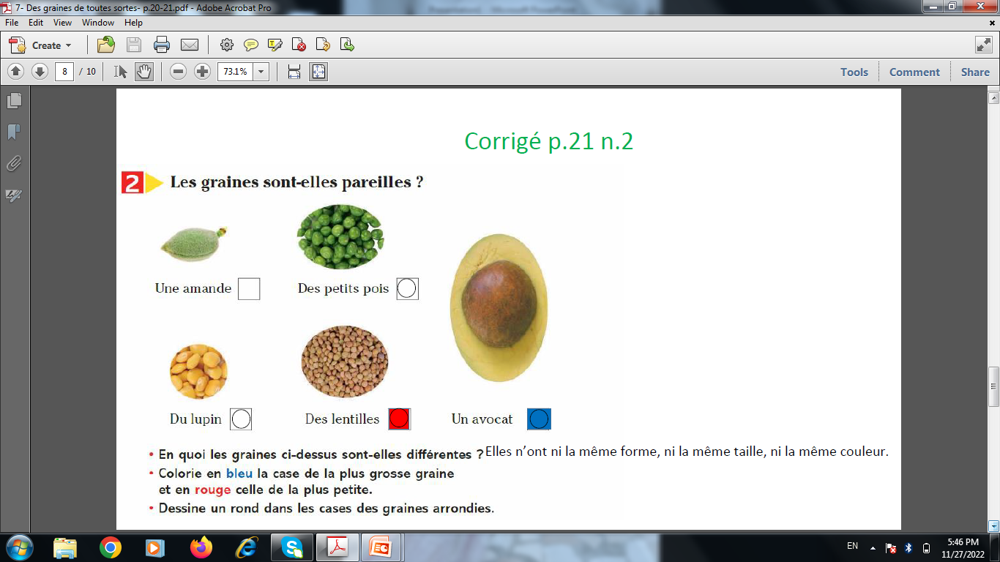 7- Des graines de toutes sortes- p.20-21.pdf - Adobe Acrobat Pro
File Edit View Window Help
Create
8 / 10 73.1% Tools Comment Share
Corrigé p.21 n.2
2 Les graines sont-elles pareilles ?
Une amande Des petits pois
Du lupin Des lentilles Un avocat
• En quoi les graines ci-dessus sont-elles différentes ? Elles n’ont ni la même forme, ni la même taille, ni la même couleur.
• Colorie en bleu la case de la plus grosse graine
et en rouge celle de la plus petite.
• Dessine un rond dans les cases des graines arrondies.
EN 5:46 PM
11/27/2022